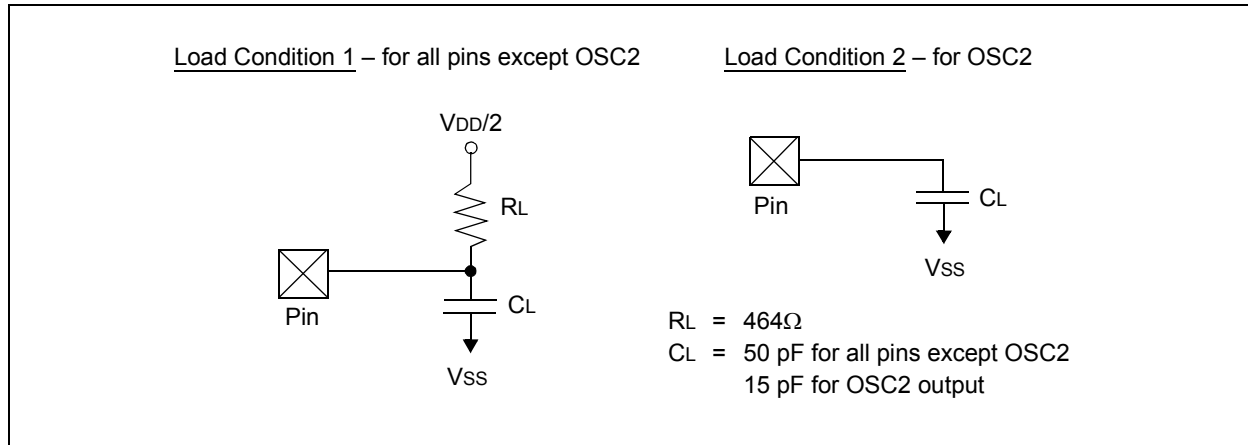 Load Condition 1 – for all pins except OSC2
Load Condition 2 – for OSC2
VDD/2
RL
Pin
CL
VSS
Pin
CL
VSS
RL = 464Ω
CL = 50 pF for all pins except OSC2
15 pF for OSC2 output